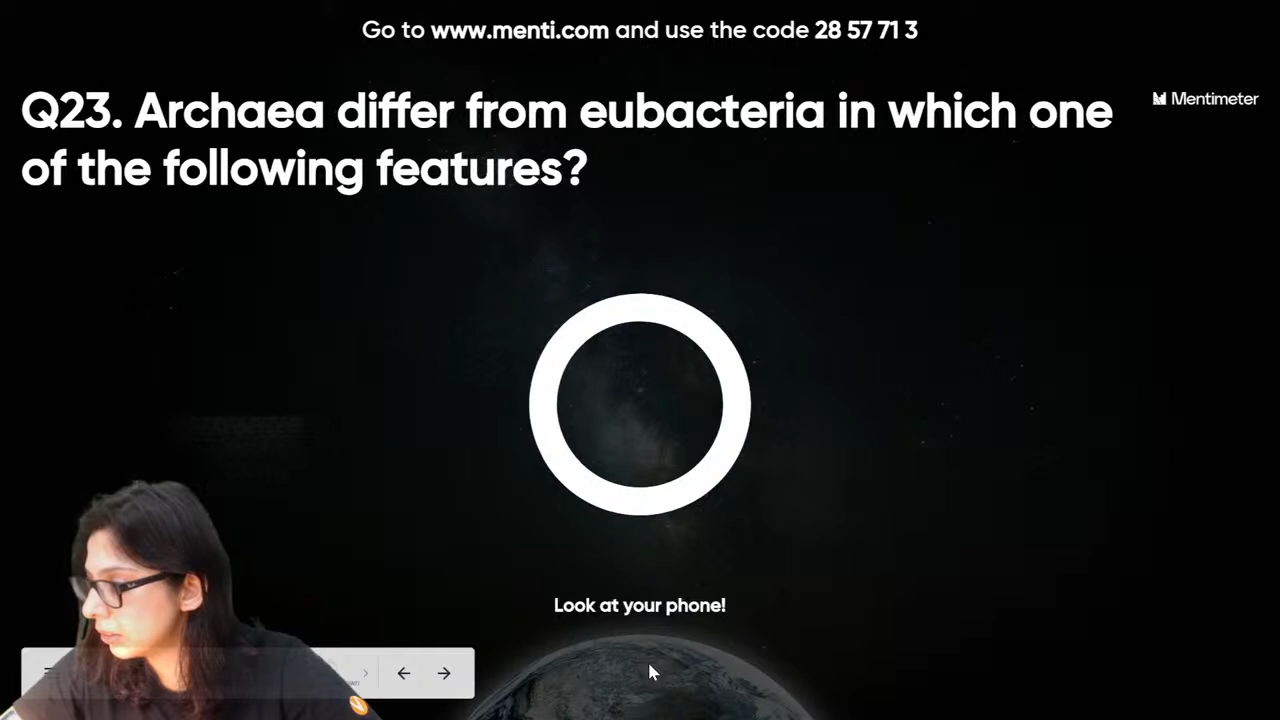 Go to www.menti.com and use the code 28 57 71 3
Q23. Archaea differ from eubacteria in which one
of the following features?
Mentimeter
Look at your phone!